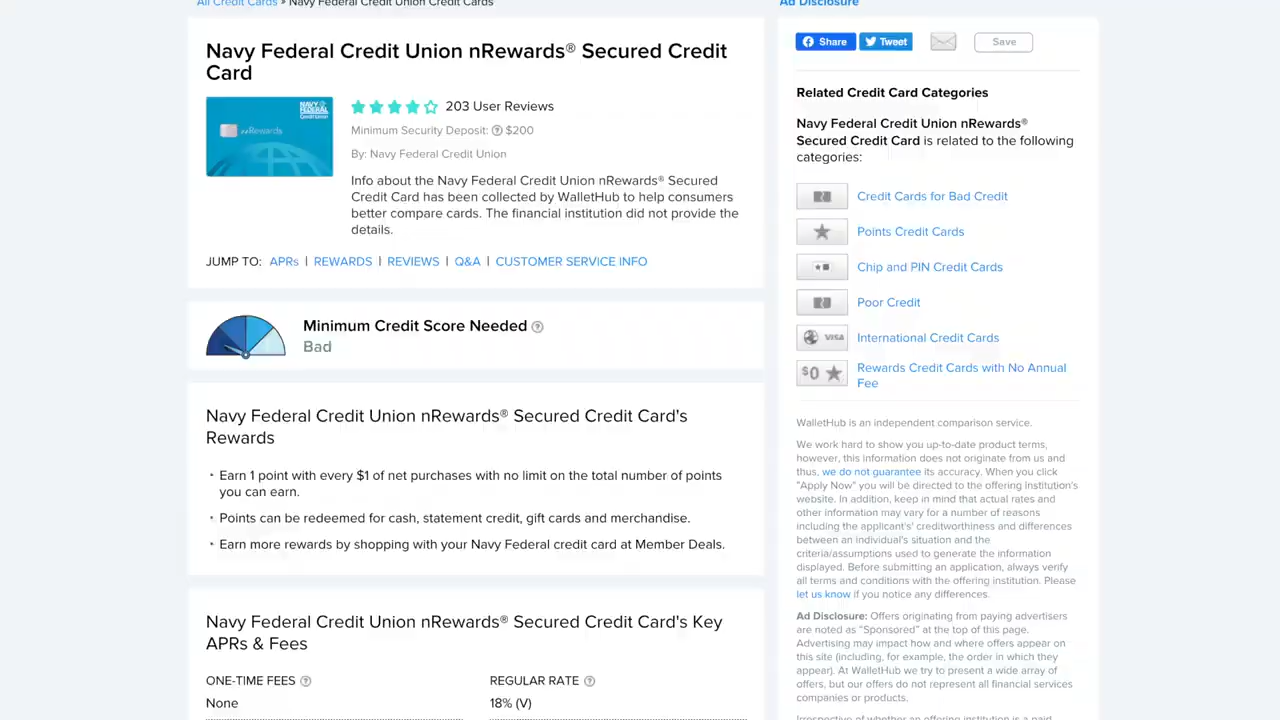 All Credit Cards » Navy Federal Credit Union Credit Cards
Navy Federal Credit Union nRewards® Secured Credit
Card
NAVY
FEDERAL
Credit Union
nRewards
203 User Reviews
Minimum Security Deposit: ? $200
By: Navy Federal Credit Union
Info about the Navy Federal Credit Union nRewards® Secured
Credit Card has been collected by WalletHub to help consumers
better compare cards. The financial institution did not provide the
details.
JUMP TO: APRs | REWARDS | REVIEWS | Q&A | CUSTOMER SERVICE INFO
Minimum Credit Score Needed ?
Bad
Navy Federal Credit Union nRewards® Secured Credit Card's
Rewards
• Earn 1 point with every $1 of net purchases with no limit on the total number of points
you can earn.
• Points can be redeemed for cash, statement credit, gift cards and merchandise.
• Earn more rewards by shopping with your Navy Federal credit card at Member Deals.
Navy Federal Credit Union nRewards® Secured Credit Card's Key
APRs & Fees
ONE-TIME FEES ?
None
REGULAR RATE ?
18% (V)
Ad Disclosure
Share
Tweet
Save
Related Credit Card Categories
Navy Federal Credit Union nRewards®
Secured Credit Card is related to the following
categories:
Credit Cards for Bad Credit
Points Credit Cards
Chip and PIN Credit Cards
Poor Credit
VISA
International Credit Cards
$0
Rewards Credit Cards with No Annual
Fee
WalletHub is an independent comparison service.
We work hard to show you up-to-date product terms,
however, this information does not originate from us and
thus, we do not guarantee its accuracy. When you click
"Apply Now" you will be directed to the offering institution's
website. In addition, keep in mind that actual rates and
other information may vary for a number of reasons
including the applicant's' creditworthiness and differences
between an individual's situation and the
criteria/assumptions used to generate the information
displayed. Before submitting an application, always verify
all terms and conditions with the offering institution. Please
let us know if you notice any differences.
Ad Disclosure: Offers originating from paying advertisers
are noted as “Sponsored” at the top of this page.
Advertising may impact how and where offers appear on
this site (including, for example, the order in which they
appear). At WalletHub we try to present a wide array of
offers, but our offers do not represent all financial services
companies or products.
Irrespective of whether an offering institution is a paid